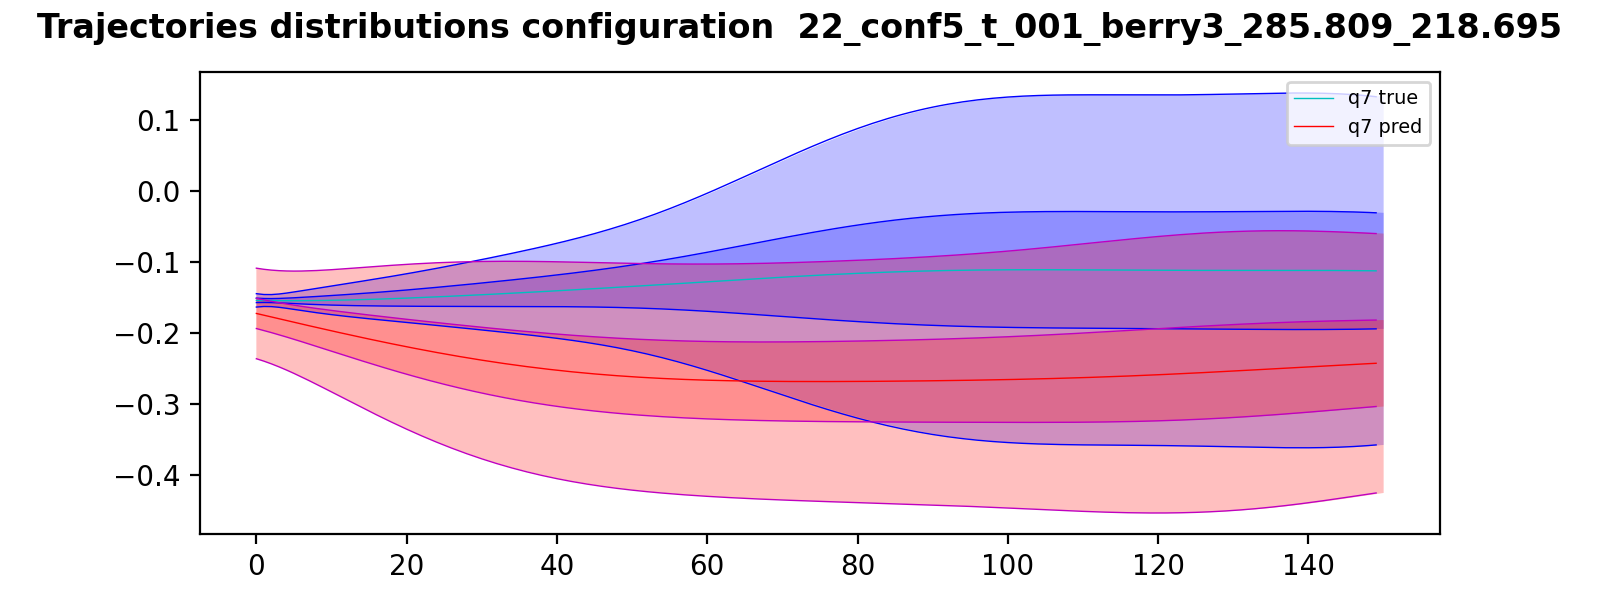 Trajectories distributions configuration  22_conf5_t_001_berry3_285.809_218.695
q7 true
q7 pred
0.1
0.0
−0.1
−0.2
−0.3
−0.4
0 20 40 60 80 100 120 140